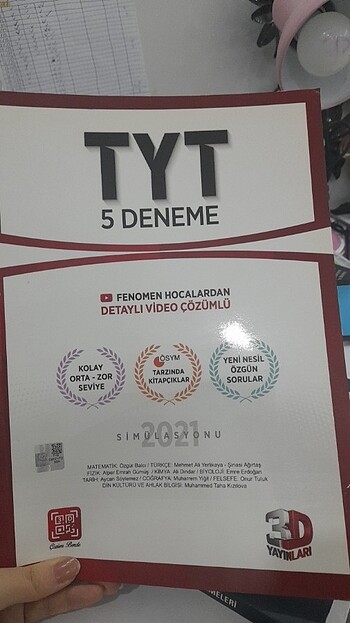 TYT
5 DENEME
FENOMEN HOCALARDAN
DETAYLI VİDEO ÇÖZÜMLÜ
KOLAY
ORTA - ZOR
SEVİYE
ÖSYM
TARZINDA
KİTAPÇIKLAR
YENİ NESİL
ÖZGÜN
SORULAR
2021
SİMÜLASYONU
MATEMATİK: Özgür Balcı / TÜRKÇE: Mehmet Ali Yerlikaya - Şinasi Ağırtaş
FİZİK: Alper Emrah Gümüş / KİMYA: Ali Dindar / BİYOLOJİ: Emre Erdoğan
TARİH: Aycan Söylemez / COĞRAFYA: Muharrem Yiğit / FELSEFE: Onur Tuluk
DİN KÜLTÜRÜ VE AHLAK BİLGİSİ: Muhammed Taha Kızılova
3D
YAYINLARI
MELERİ